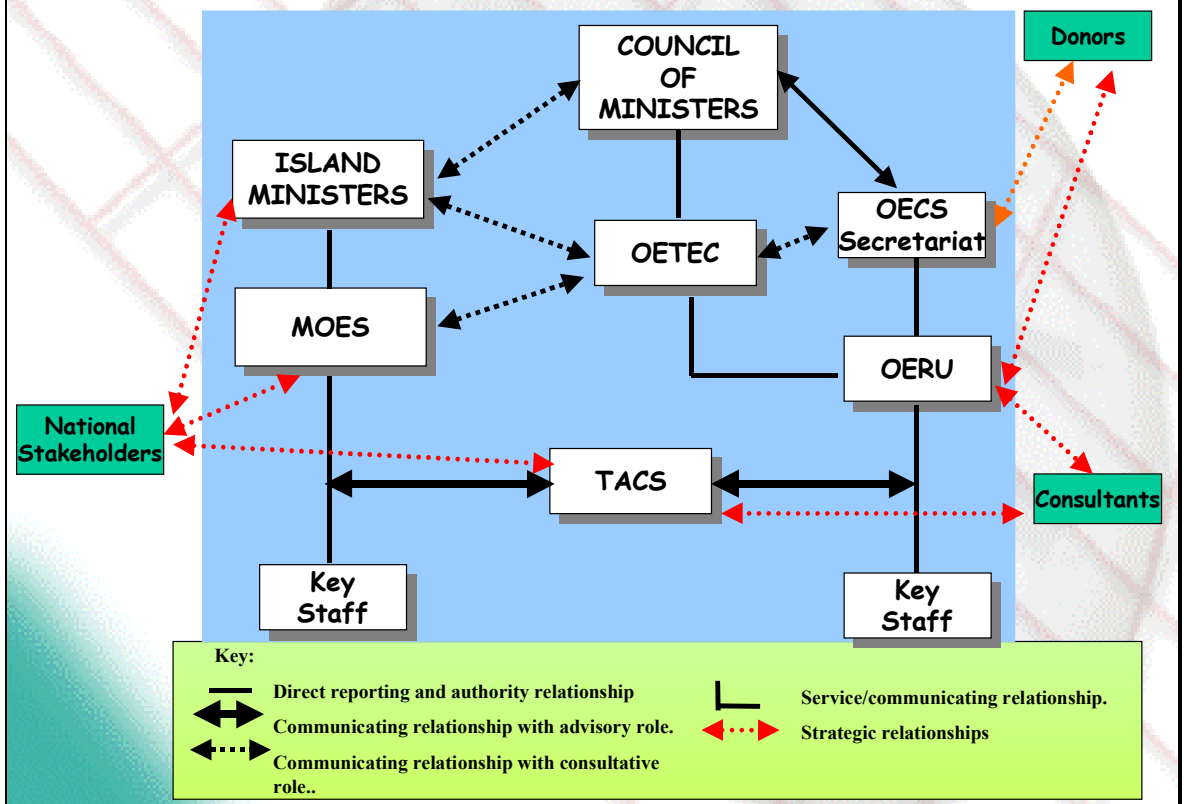 COUNCIL
OF
MINISTERS
Donors
ISLAND
MINISTERS
OECS
Secretariat
OETEC
MOES
OERU
National
Stakeholders
TACS
Consultants
Key
Staff
Key
Staff
Key:
Direct reporting and authority relationship
Communicating relationship with advisory role.
Communicating relationship with consultative
role..
Service/communicating relationship.
Strategic relationships